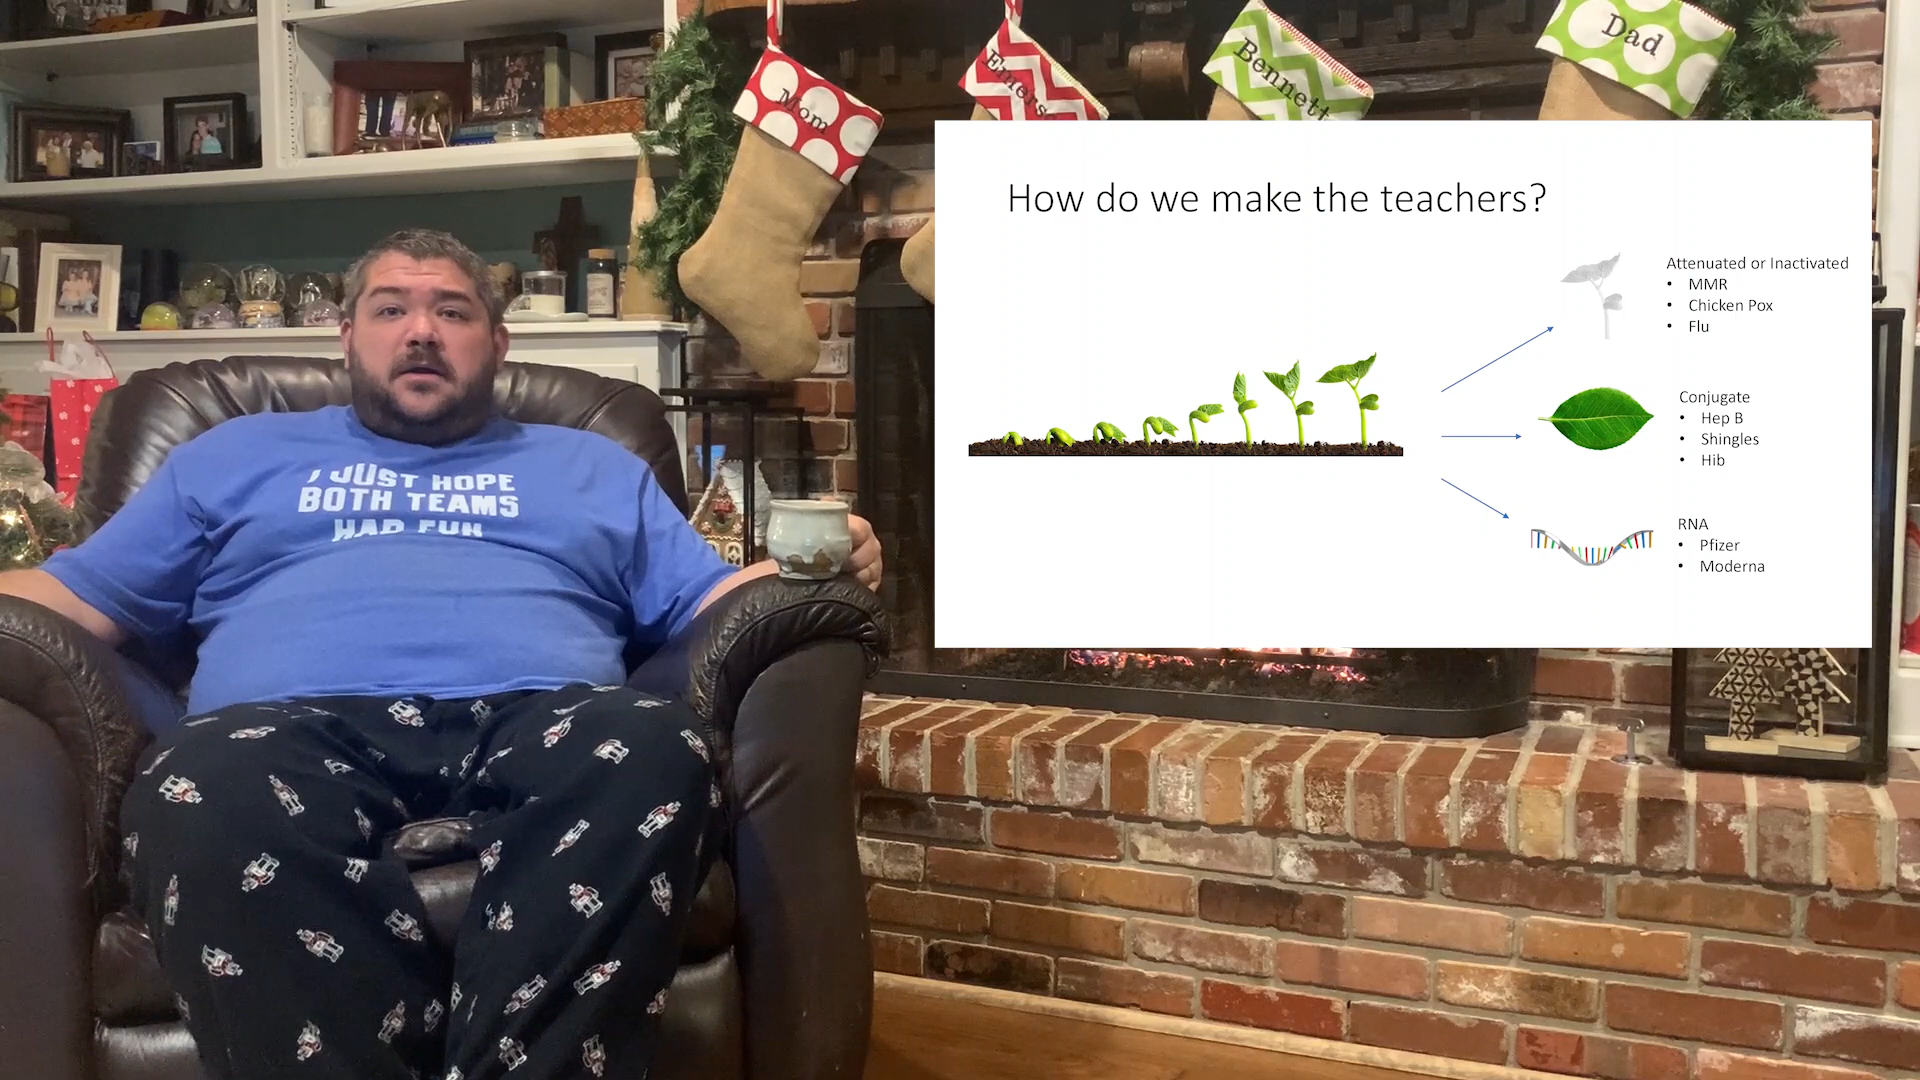 Mom
Emers
Bennett
Dad
I JUST HOPE
BOTH TEAMS
HAD FUN
How do we make the teachers?
Attenuated or Inactivated
• MMR
• Chicken Pox
• Flu
Conjugate
• Hep B
• Shingles
• Hib
RNA
• Pfizer
• Moderna